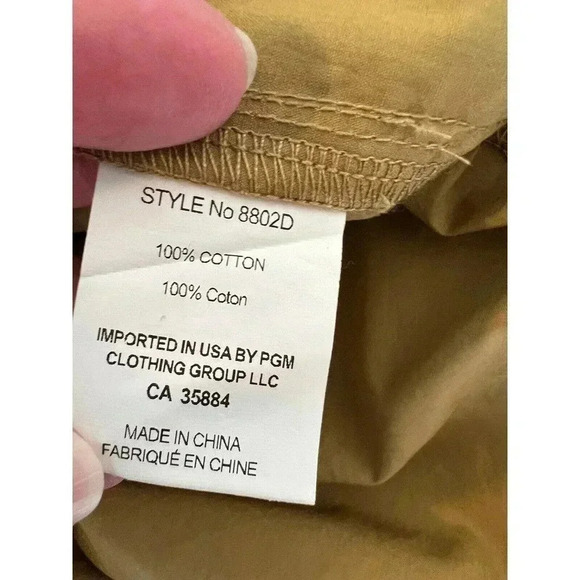 STYLE No 8802D
100% COTTON
100% Coton
IMPORTED IN USA BY PGM
CLOTHING GROUP LLC
CA 35884
MADE IN CHINA
FABRIQUÉ EN CHINE